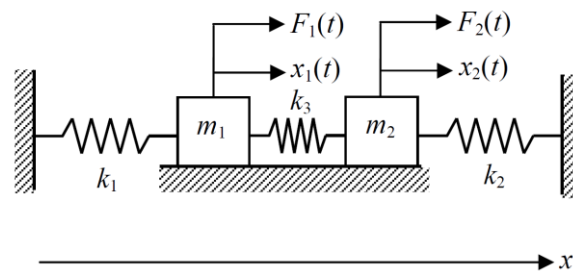 F₁(t)
F₂(t)
x₁(t)
x₂(t)
k₃
m₁
m₂
k₁
k₂
x